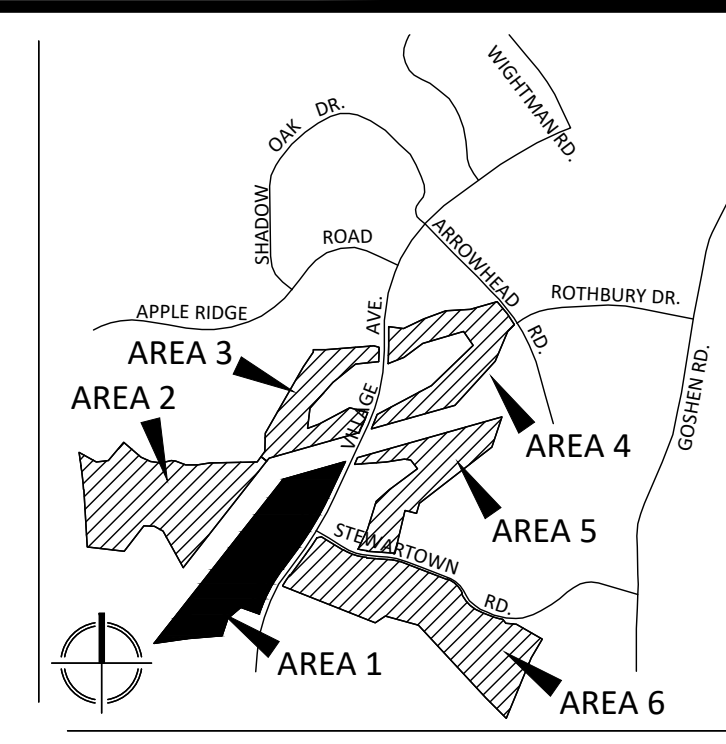 WIGHTMAN RD.
OAK DR.
SHADOW
ROAD
ARROWHEAD
RD.
ROTHBURY DR.
APPLE RIDGE
AVE.
VILLAGE
GOSHEN RD.
AREA 3
AREA 2
AREA 4
AREA 5
STEWARTOWN
RD.
AREA 1
AREA 6